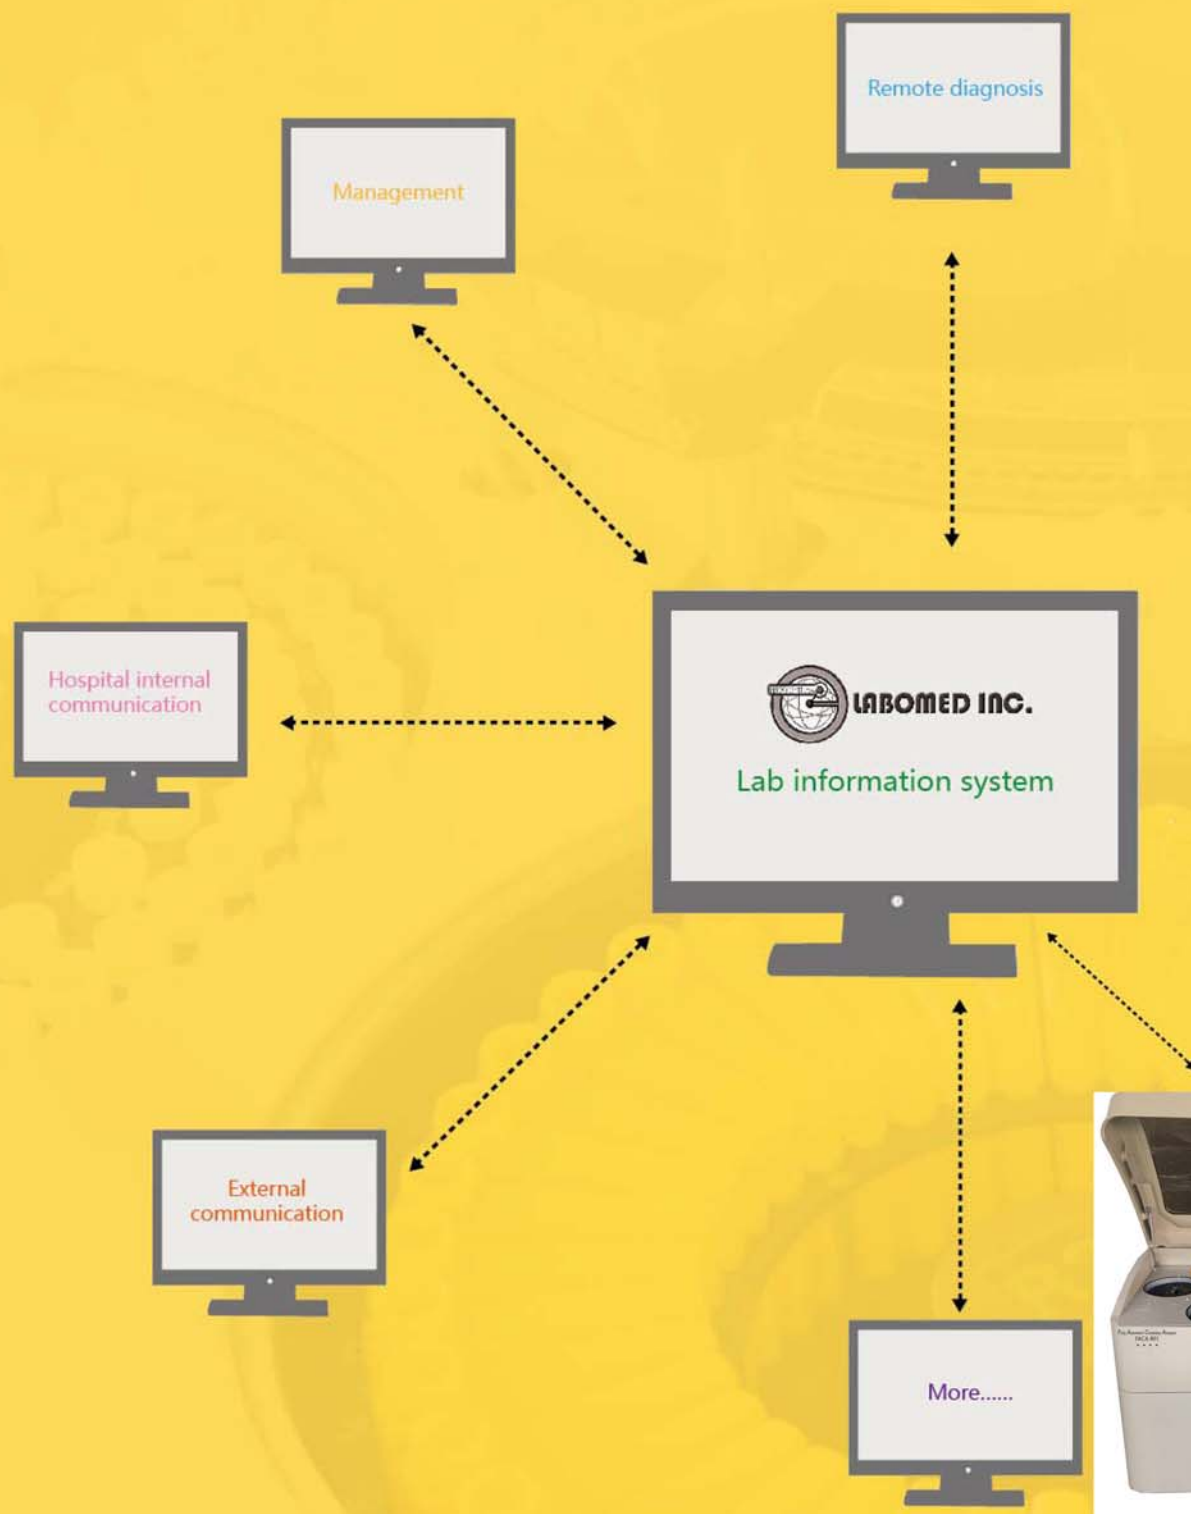 Remote diagnosis
Management
Hospital internal
communication
LABOMED INC.
Lab information system
External
communication
More......